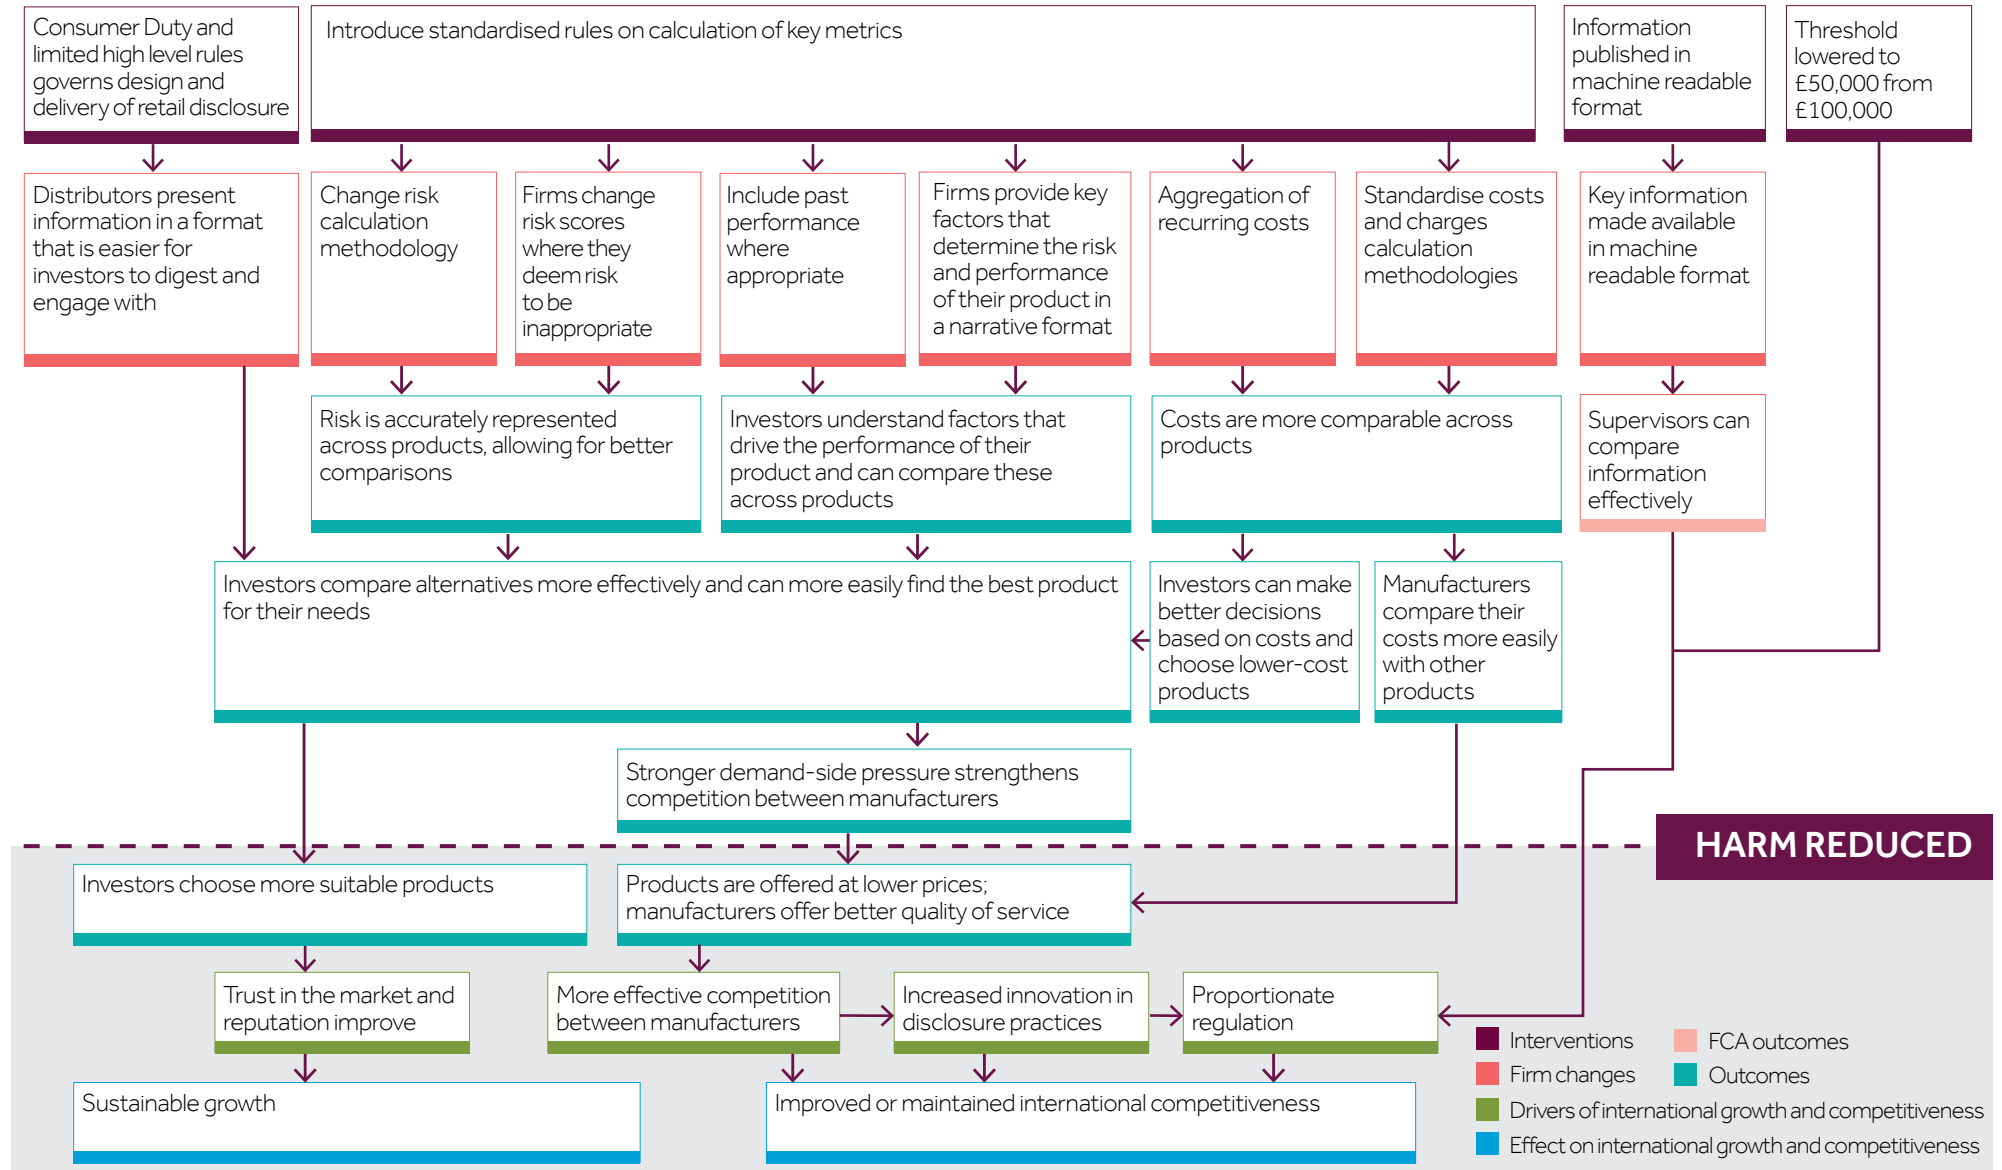 Consumer Duty and
limited high level rules
governs design and
delivery of retail disclosure
Introduce standardised rules on calculation of key metrics
Information
published in
machine readable
format
Threshold
lowered to
£50,000 from
£100,000
Distributors present
information in a format
that is easier for
investors to digest and
engage with
Change risk
calculation
methodology
Firms change
risk scores
where they
deem risk
to be
inappropriate
Include past
performance
where
appropriate
Firms provide key
factors that
determine the risk
and performance
of their product in
a narrative format
Aggregation of
recurring costs
Standardise costs
and charges
calculation
methodologies
Key information
made available
in machine
readable format
Risk is accurately represented
across products, allowing for better
comparisons
Investors understand factors that
drive the performance of their
product and can compare these
across products
Costs are more comparable across
products
Supervisors can
compare
information
effectively
Investors compare alternatives more effectively and can more easily find the best product
for their needs
Investors can make
better decisions
based on costs and
choose lower-cost
products
Manufacturers
compare their
costs more easily
with other
products
Stronger demand-side pressure strengthens
competition between manufacturers
HARM REDUCED
Investors choose more suitable products
Products are offered at lower prices;
manufacturers offer better quality of service
Trust in the market and
reputation improve
More effective competition
between manufacturers
Increased innovation in
disclosure practices
Proportionate
regulation
Sustainable growth
Improved or maintained international competitiveness
Interventions
FCA outcomes
Firm changes
Outcomes
Drivers of international growth and competitiveness
Effect on international growth and competitiveness